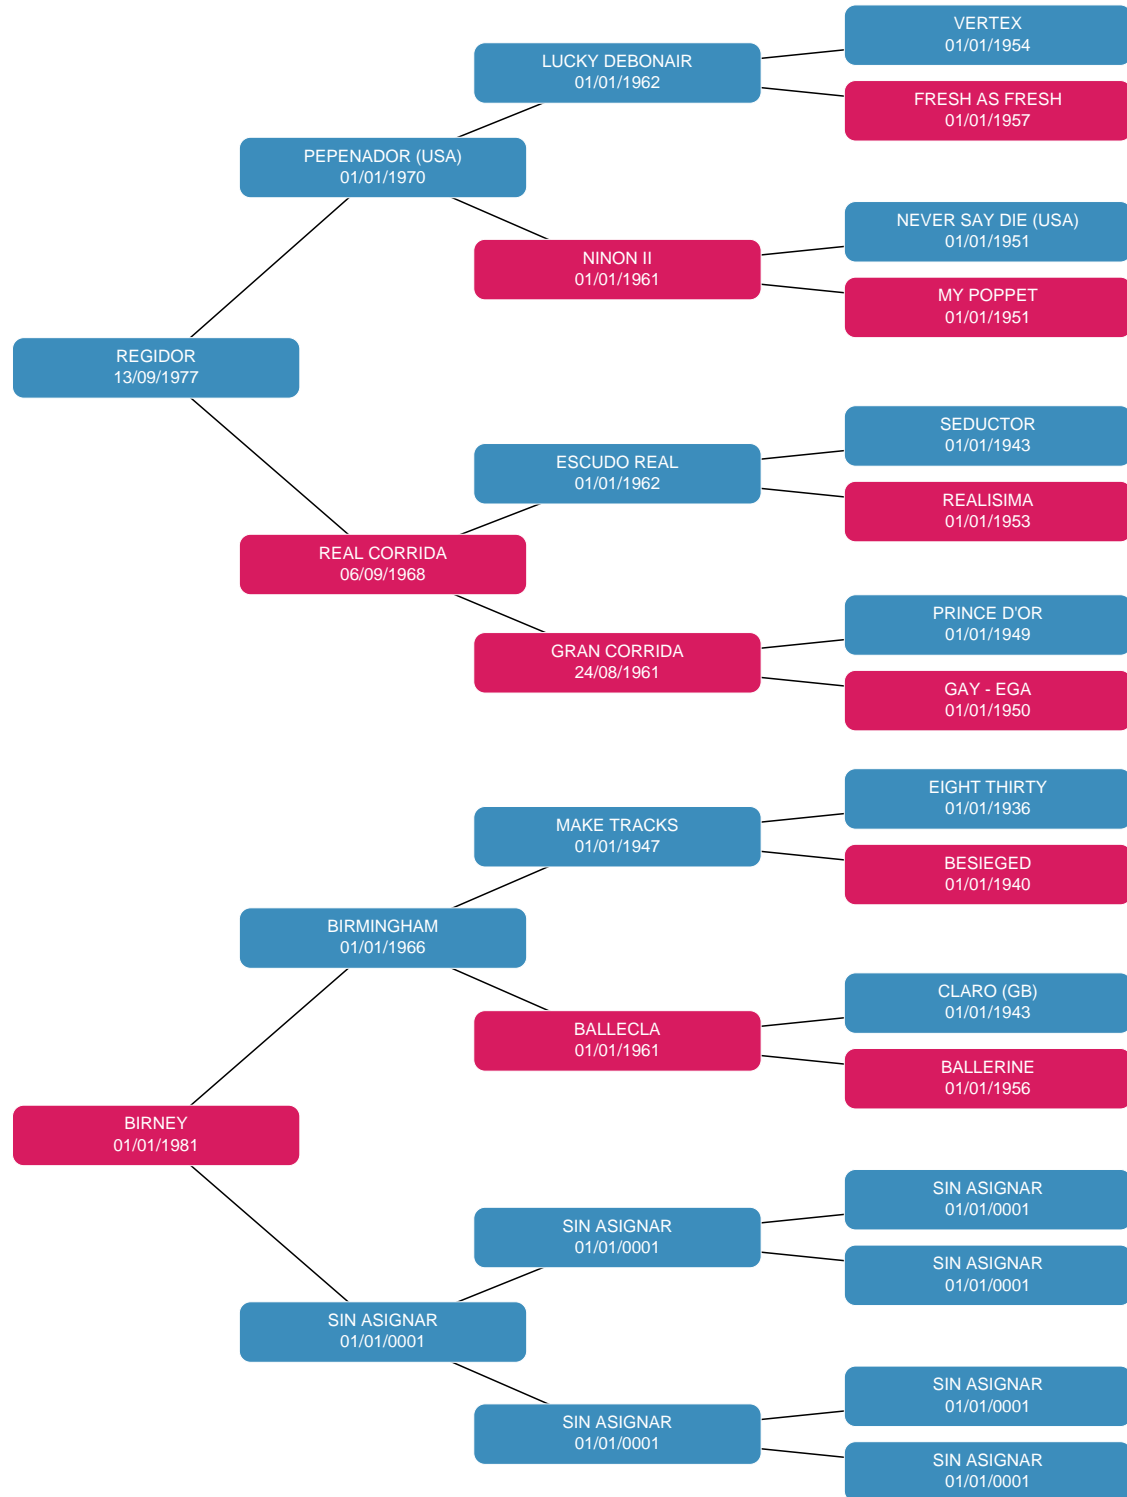 VERTEX
01/01/1954
LUCKY DEBONAIR
01/01/1962
FRESH AS FRESH
01/01/1957
PEPENADOR (USA)
01/01/1970
NEVER SAY DIE (USA)
01/01/1951
NINON II
01/01/1961
MY POPPET
01/01/1951
REGIDOR
13/09/1977
SEDUCTOR
01/01/1943
ESCUDO REAL
01/01/1962
REALISIMA
01/01/1953
REAL CORRIDA
06/09/1968
PRINCE D'OR
01/01/1949
GRAN CORRIDA
24/08/1961
GAY - EGA
01/01/1950
EIGHT THIRTY
01/01/1936
MAKE TRACKS
01/01/1947
BESIEGED
01/01/1940
BIRMINGHAM
01/01/1966
CLARO (GB)
01/01/1943
BALLECLA
01/01/1961
BALLERINE
01/01/1956
BIRNEY
01/01/1981
SIN ASIGNAR
01/01/0001
SIN ASIGNAR
01/01/0001
SIN ASIGNAR
01/01/0001
SIN ASIGNAR
01/01/0001
SIN ASIGNAR
01/01/0001
SIN ASIGNAR
01/01/0001
SIN ASIGNAR
01/01/0001